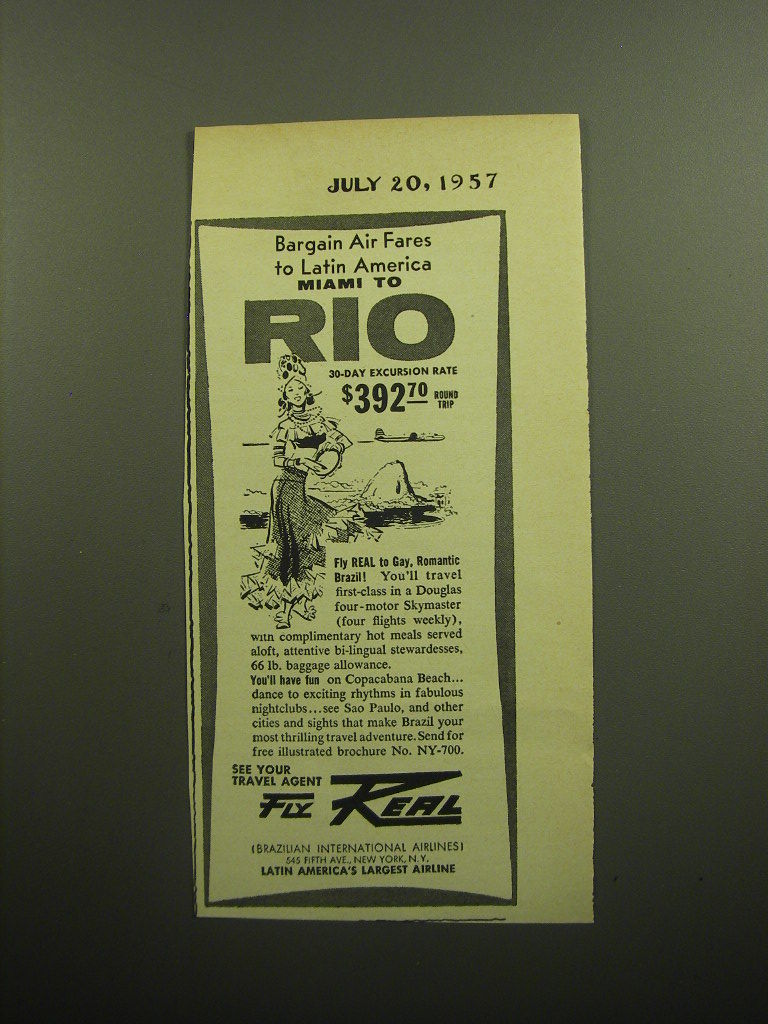 JULY 20, 1957
Bargain Air Fares
to Latin America
MIAMI TO
RIO
30-DAY EXCURSION RATE
$392.70 ROUND
TRIP
Fly REAL to Gay, Romantic
Brazil! You'll travel
first-class in a Douglas
four-motor Skymaster
(four flights weekly),
with complimentary hot meals served
aloft, attentive bi-lingual stewardesses,
66 lb. baggage allowance.
You'll have fun on Copacabana Beach...
dance to exciting rhythms in fabulous
nightclubs...see Sao Paulo, and other
cities and sights that make Brazil your
most thrilling travel adventure. Send for
free illustrated brochure No. NY-700.
SEE YOUR
TRAVEL AGENT
FLY REAL
(BRAZILIAN INTERNATIONAL AIRLINES)
545 FIFTH AVE., NEW YORK, N.Y.
LATIN AMERICA'S LARGEST AIRLINE